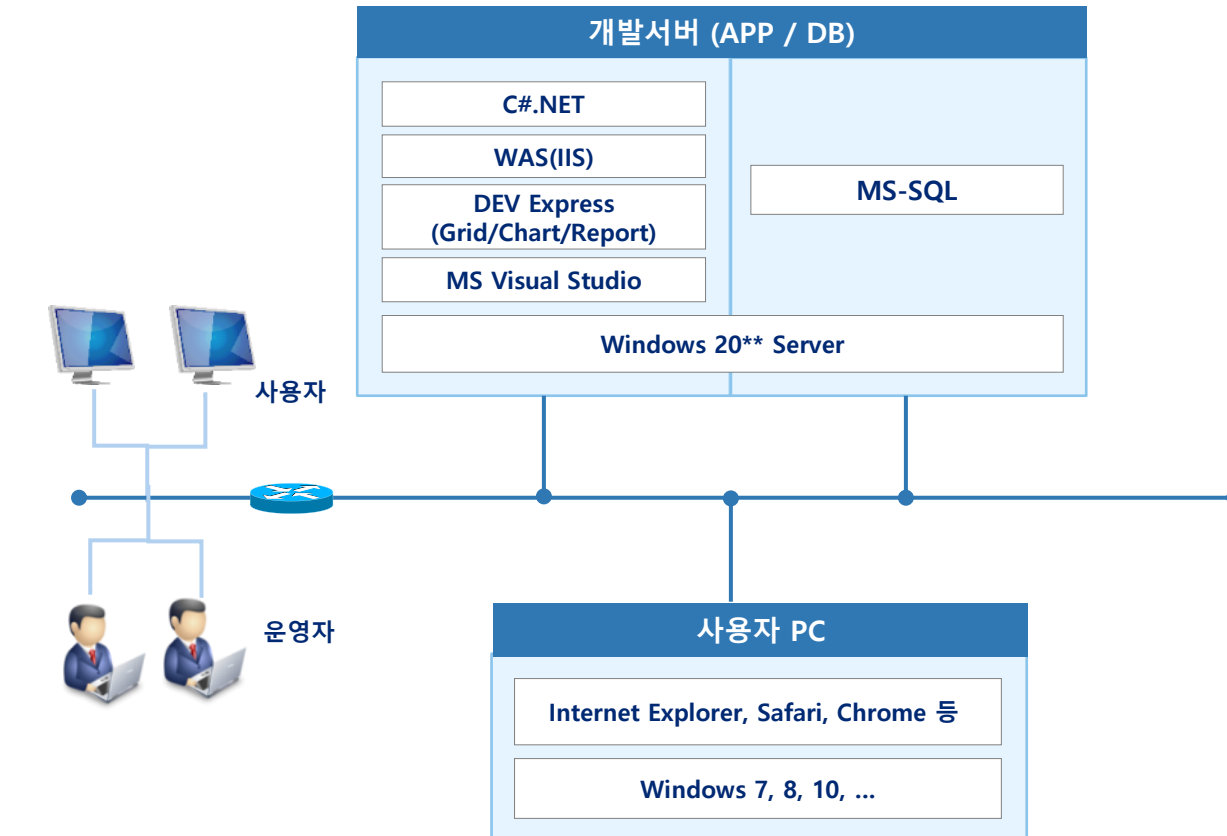 개발서버 (APP / DB)
C#.NET
WAS(IIS)
DEV Express
(Grid/Chart/Report)
MS Visual Studio
MS-SQL
Windows 20** Server
사용자
운영자
사용자 PC
Internet Explorer, Safari, Chrome 등
Windows 7, 8, 10, ...